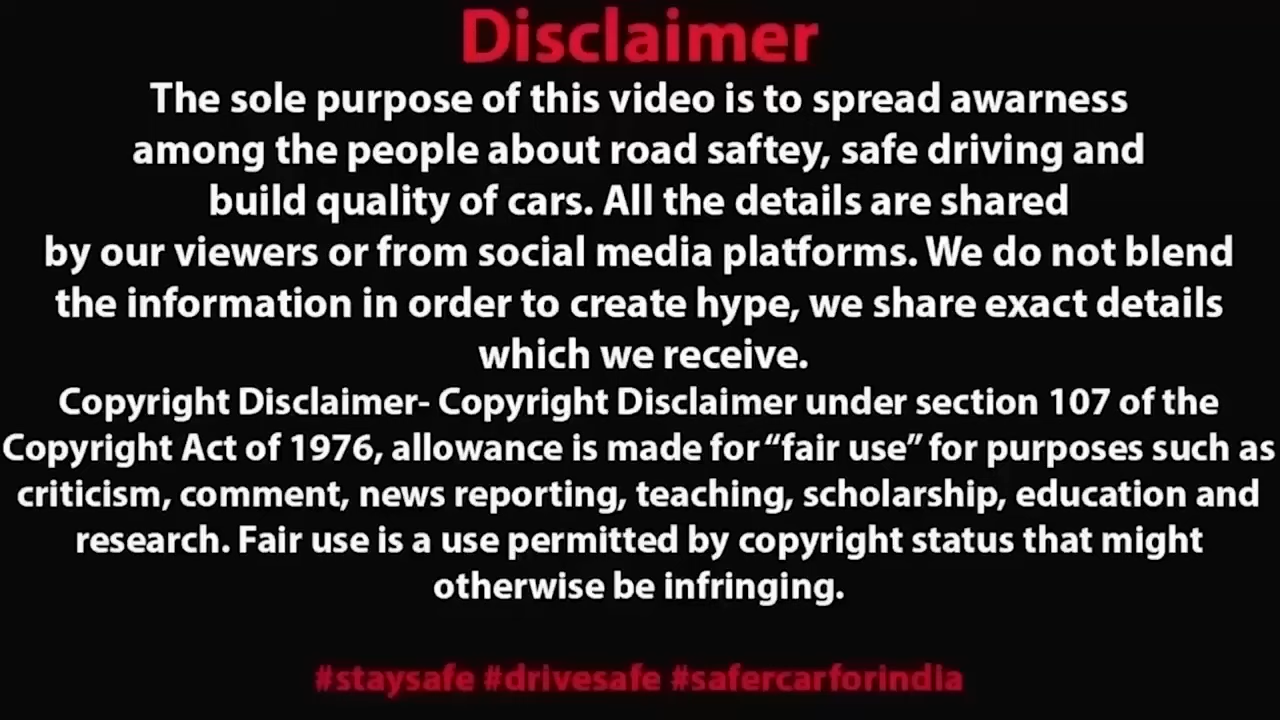 Disclaimer
The sole purpose of this video is to spread awarness
among the people about road saftey, safe driving and
build quality of cars. All the details are shared
by our viewers or from social media platforms. We do not blend
the information in order to create hype, we share exact details
which we receive.
Copyright Disclaimer- Copyright Disclaimer under section 107 of the
Copyright Act of 1976, allowance is made for “fair use” for purposes such as
criticism, comment, news reporting, teaching, scholarship, education and
research. Fair use is a use permitted by copyright status that might
otherwise be infringing.
#staysafe #drivesafe #safercarforindia